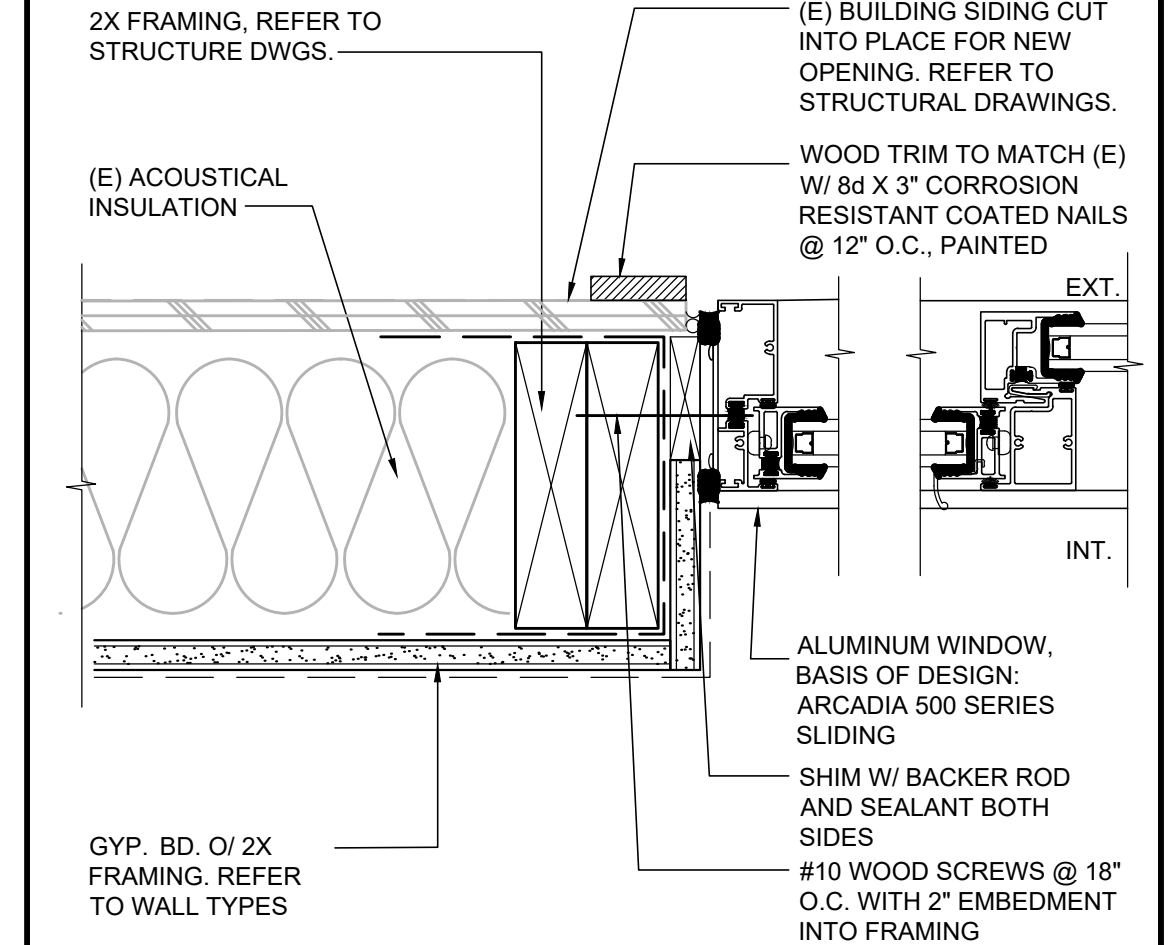 2X FRAMING, REFER TO
STRUCTURE DWGS.
(E) ACOUSTICAL
INSULATION
GYP. BD. O/ 2X
FRAMING. REFER
TO WALL TYPES
(E) BUILDING SIDING CUT
INTO PLACE FOR NEW
OPENING. REFER TO
STRUCTURAL DRAWINGS.
WOOD TRIM TO MATCH (E)
W/ 8d X 3" CORROSION
RESISTANT COATED NAILS
@ 12" O.C., PAINTED
EXT.
INT.
ALUMINUM WINDOW,
BASIS OF DESIGN:
ARCADIA 500 SERIES
SLIDING
SHIM W/ BACKER ROD
AND SEALANT BOTH
SIDES
#10 WOOD SCREWS @ 18"
O.C. WITH 2" EMBEDMENT
INTO FRAMING